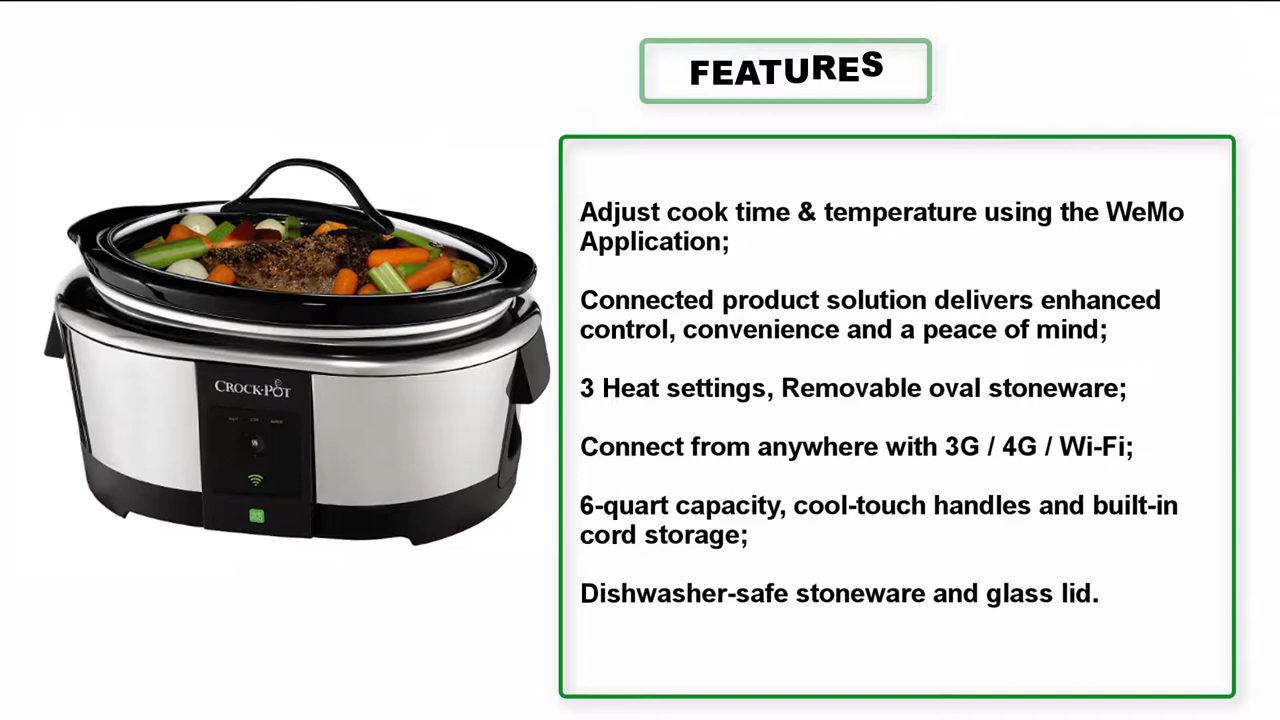 FEATURES
Adjust cook time & temperature using the WeMo
Application;
Connected product solution delivers enhanced
control, convenience and a peace of mind;
3 Heat settings, Removable oval stoneware;
Connect from anywhere with 3G / 4G / Wi-Fi;
6-quart capacity, cool-touch handles and built-in
cord storage;
Dishwasher-safe stoneware and glass lid.
CROCK-POT